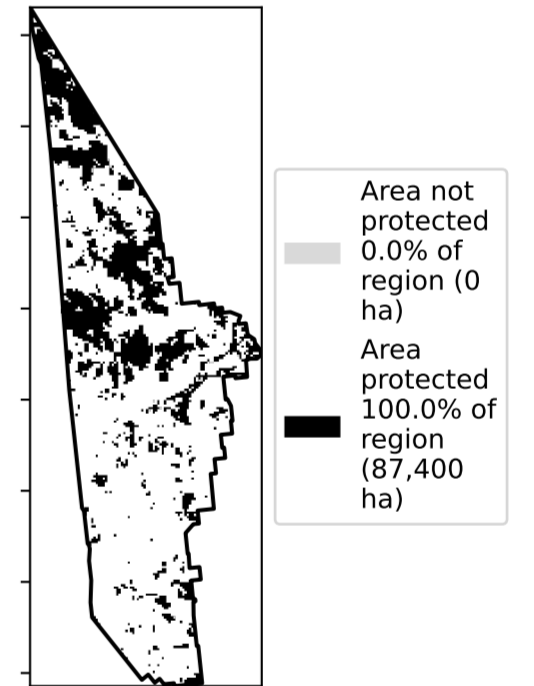 Area not
protected
0.0% of
region (0
ha)
Area
protected
100.0% of
region
(87,400
ha)